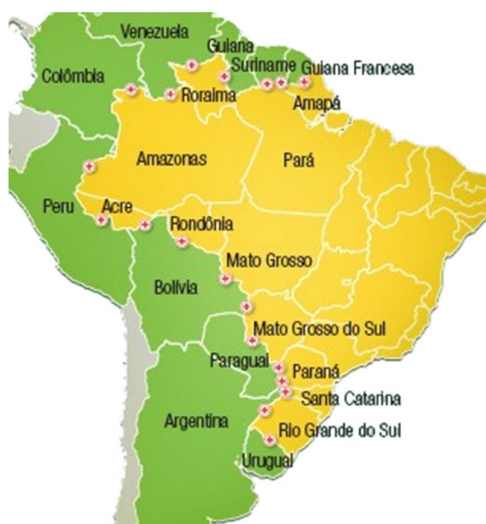 Venezuela
Guiana
Suriname
Guiana Francesa
Colômbia
Roraima
Amapá
Amazonas
Pará
Peru
Acre
Rondônia
Mato Grosso
Bolívia
Mato Grosso do Sul
Paraguai
Paraná
Santa Catarina
Argentina
Rio Grande do Sul
Uruguai